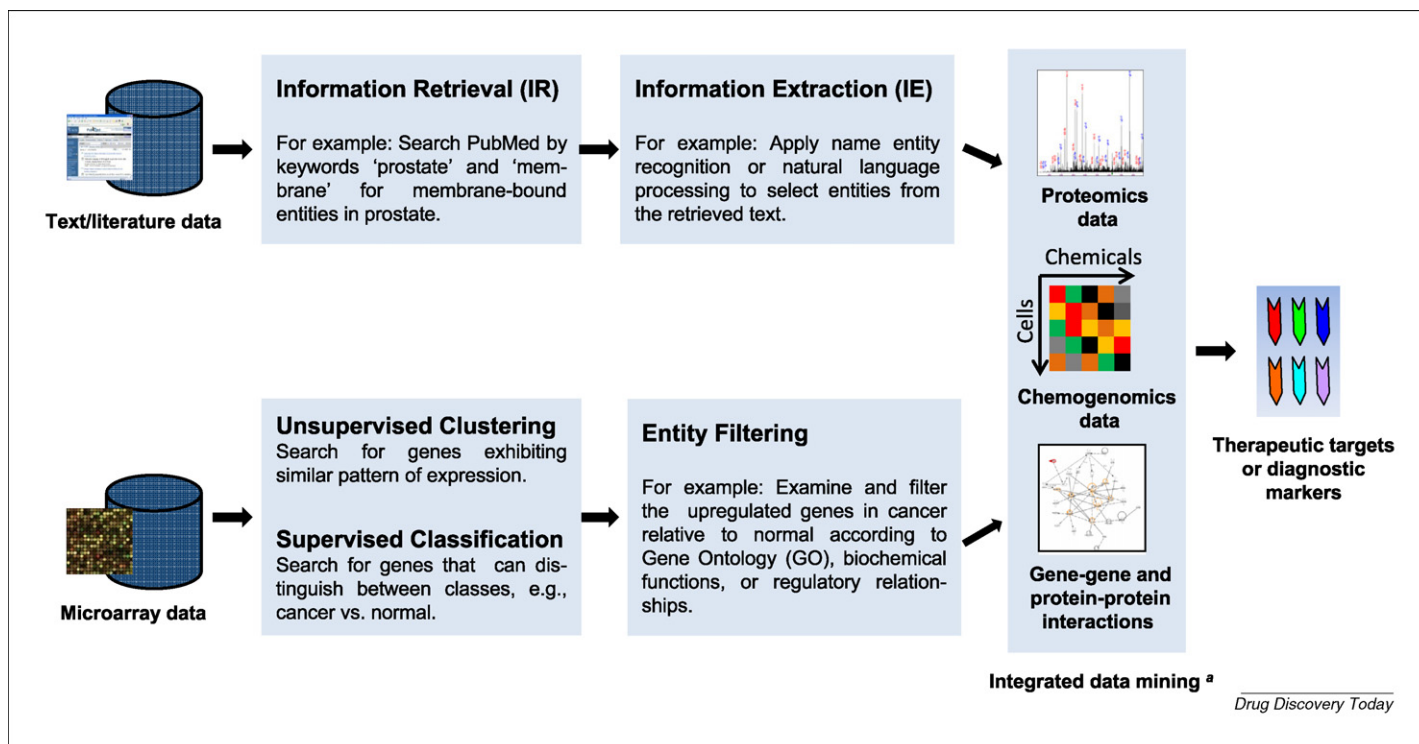 Text/literature data
Information Retrieval (IR)
For example: Search PubMed by
keywords ‘prostate’ and ‘mem-
brane’ for membrane-bound
entities in prostate.
Information Extraction (IE)
For example: Apply name entity
recognition or natural language
processing to select entities from
the retrieved text.
Proteomics
data
Chemicals
Cells
Chemogenomics
data
Gene-gene and
protein-protein
interactions
Integrated data mining a
Microarray data
Unsupervised Clustering
Search for genes exhibiting
similar pattern of expression.
Supervised Classification
Search for genes that can dis-
tinguish between classes, e.g.,
cancer vs. normal.
Entity Filtering
For example: Examine and filter
the upregulated genes in cancer
relative to normal according to
Gene Ontology (GO), biochemical
functions, or regulatory relation-
ships.
Therapeutic targets
or diagnostic
markers
Drug Discovery Today